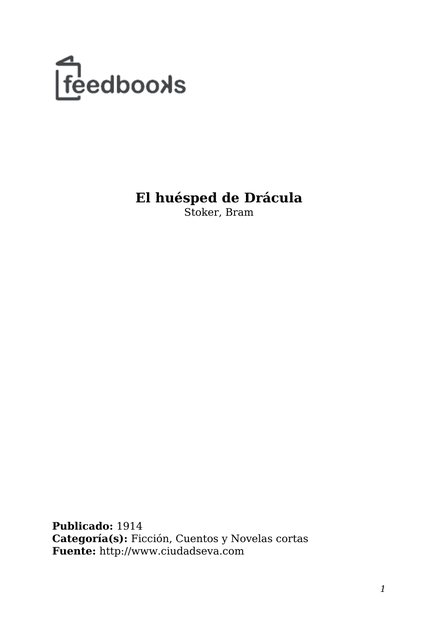 feedbooks
El huésped de Drácula
Stoker, Bram
Publicado: 1914
Categoría(s): Ficción, Cuentos y Novelas cortas
Fuente: http://www.ciudadseva.com
1